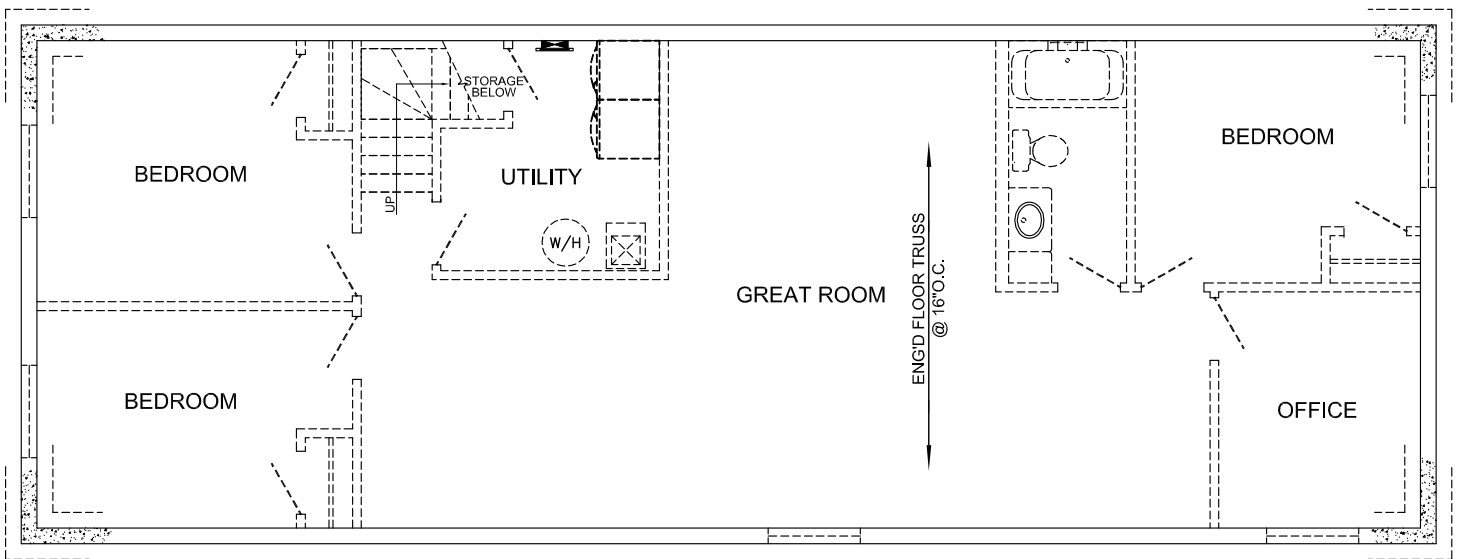 STORAGE
BELOW
BEDROOM
BEDROOM
UTILITY
UP
W/H
GREAT ROOM
ENG'D FLOOR TRUSS
@ 16"O.C.
BEDROOM
OFFICE